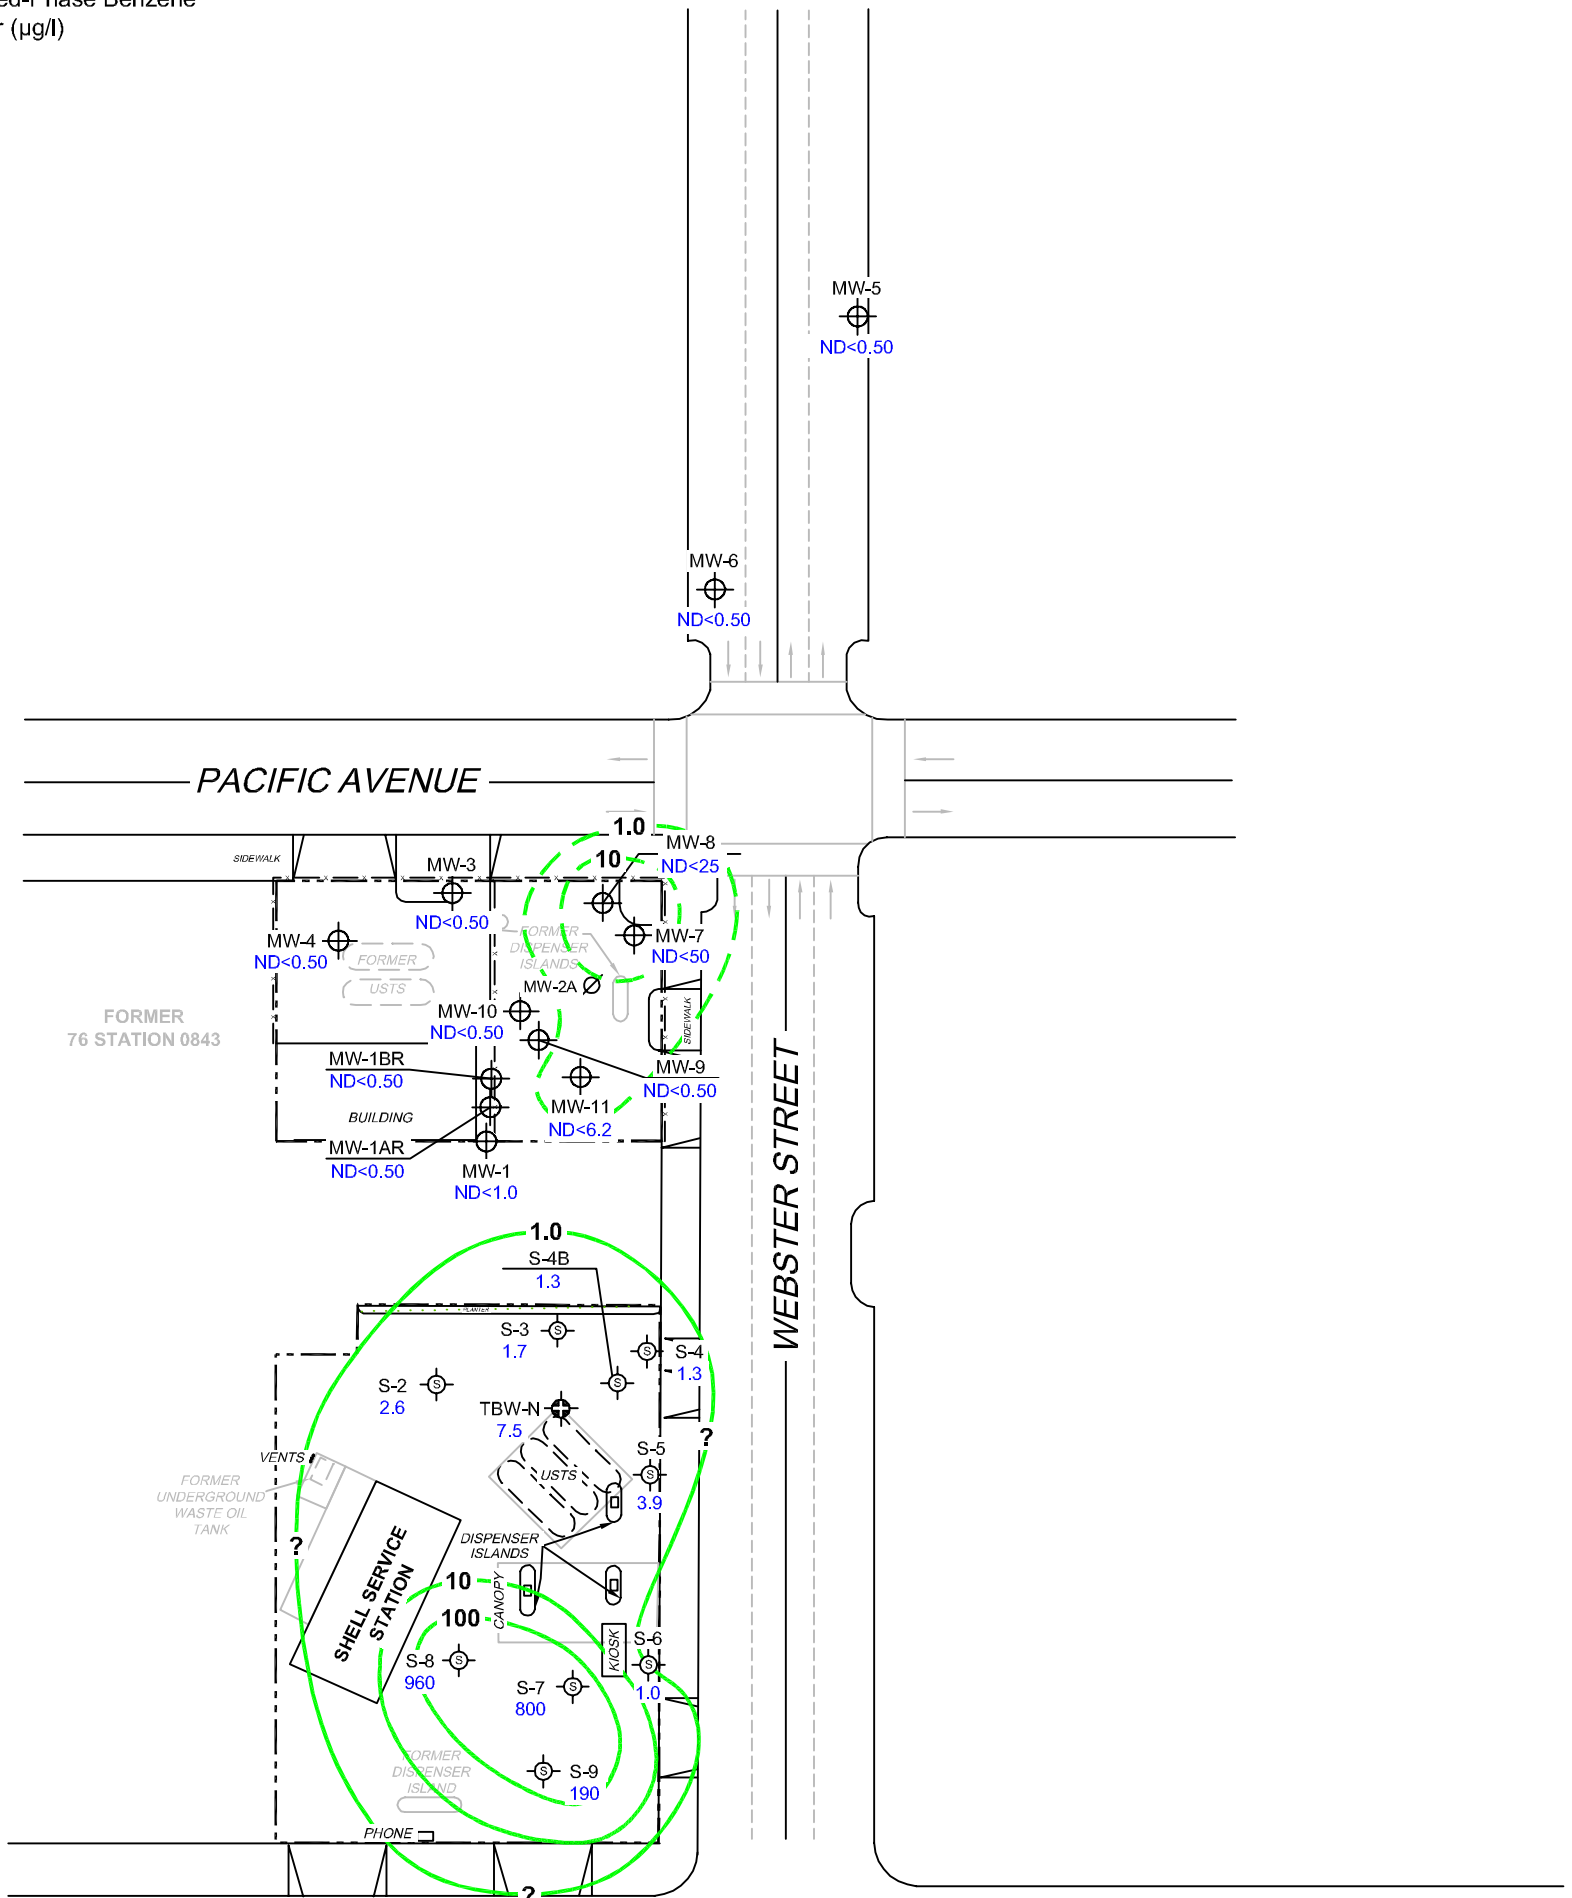 r (µg/l)
MW-5
ND<0.50
MW-6
ND<0.50
PACIFIC AVENUE
1.0
MW-8
ND<25
10
SIDEWALK
MW-3
ND<0.50
MW-4
ND<0.50
FORMER
USTS
FORMER
DISPENSER
ISLANDS
MW-7
ND<50
MW-2A
MW-10
ND<0.50
SIDEWALK
FORMER
76 STATION 0843
MW-1BR
ND<0.50
MW-9
ND<0.50
BUILDING
MW-11
ND<6.2
MW-1AR
ND<0.50
MW-1
ND<1.0
WEBSTER STREET
1.0
S-4B
1.3
PLANTER
S-3
1.7
S-4
1.3
S-2
2.6
TBW-N
7.5
?
S-5
3.9
VENTS
USTS
FORMER
UNDERGROUND
WASTE OIL
TANK
?
DISPENSER
ISLANDS
SHELL SERVICE
STATION
CANOPY
10
100
KIOSK
S-6
1.0
S-8
960
S-7
800
FORMER
DISPENSER
ISLAND
S-9
190
PHONE
?